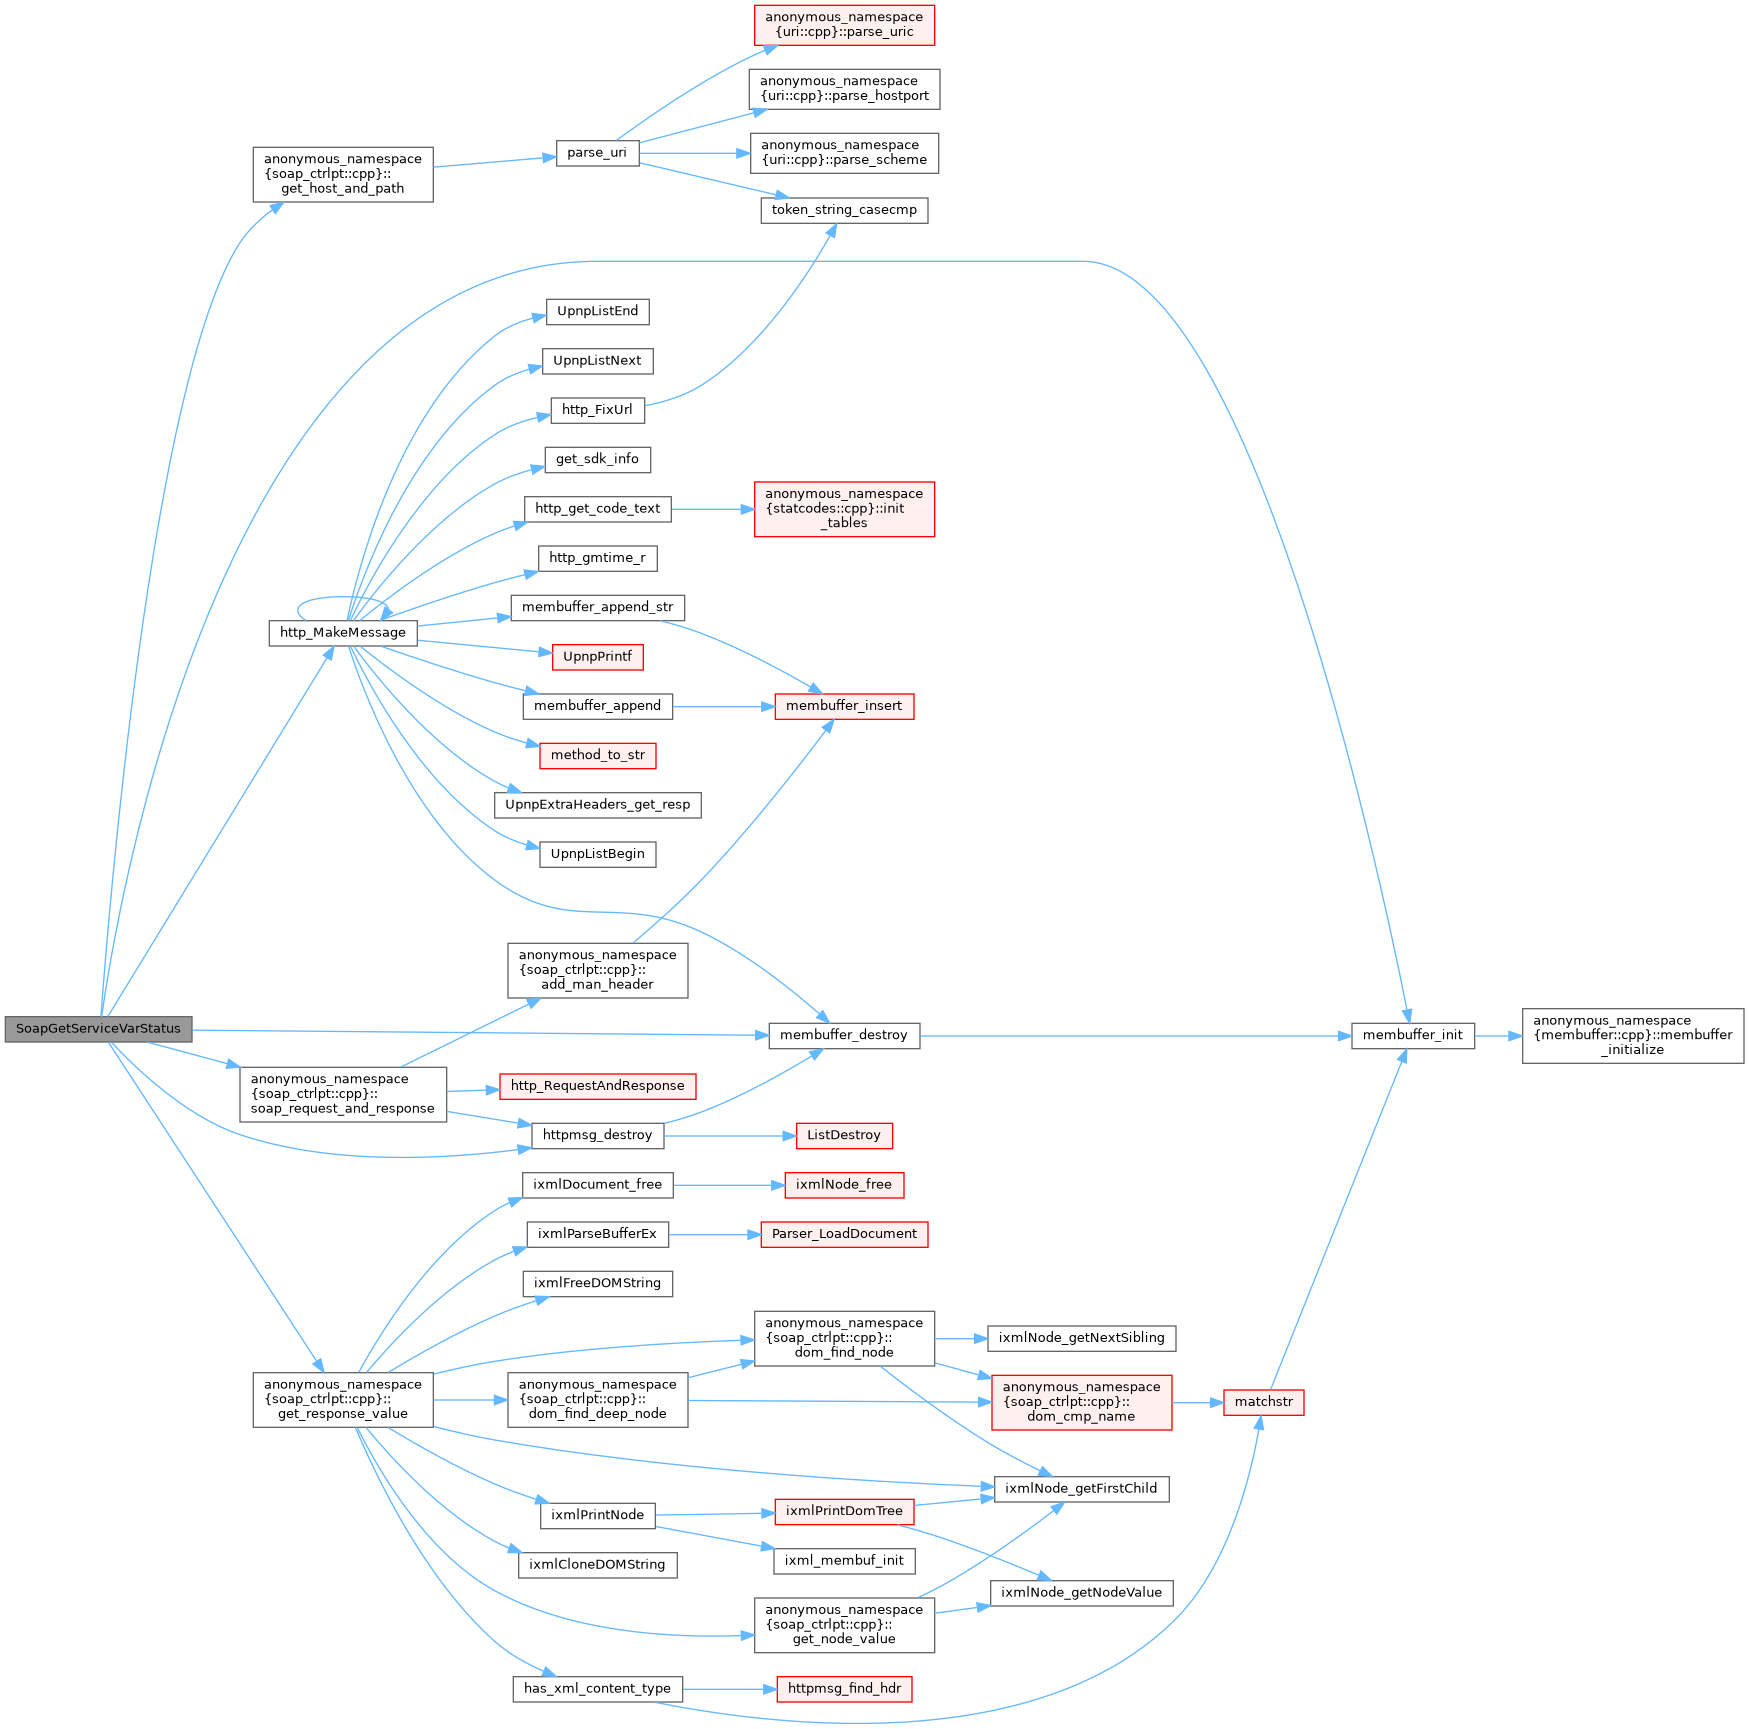 anonymous_namespace
{uri::cpp}::parse_uric
anonymous_namespace
{uri::cpp}::parse_hostport
anonymous_namespace
{uri::cpp}::parse_scheme
parse_uri
anonymous_namespace
{soap_ctrlpt::cpp}::
get_host_and_path
token_string_casecmp
UpnpListEnd
UpnpListNext
http_FixUrl
get_sdk_info
http_get_code_text
anonymous_namespace
{statcodes::cpp}::init
_tables
http_gmtime_r
membuffer_append_str
http_MakeMessage
UpnpPrintf
membuffer_append
membuffer_insert
method_to_str
UpnpExtraHeaders_get_resp
UpnpListBegin
anonymous_namespace
{soap_ctrlpt::cpp}::
add_man_header
SoapGetServiceVarStatus
membuffer_destroy
membuffer_init
anonymous_namespace
{membuffer::cpp}::membuffer
_initialize
anonymous_namespace
{soap_ctrlpt::cpp}::
soap_request_and_response
http_RequestAndResponse
httpmsg_destroy
ListDestroy
ixmlDocument_free
ixmlNode_free
ixmlParseBufferEx
Parser_LoadDocument
ixmlFreeDOMString
anonymous_namespace
{soap_ctrlpt::cpp}::
dom_find_node
ixmlNode_getNextSibling
anonymous_namespace
{soap_ctrlpt::cpp}::
get_response_value
anonymous_namespace
{soap_ctrlpt::cpp}::
dom_find_deep_node
anonymous_namespace
{soap_ctrlpt::cpp}::
dom_cmp_name
matchstr
ixmlNode_getFirstChild
ixmlPrintNode
ixmlPrintDomTree
ixml_membuf_init
ixmlCloneDOMString
ixmlNode_getNodeValue
anonymous_namespace
{soap_ctrlpt::cpp}::
get_node_value
has_xml_content_type
httpmsg_find_hdr